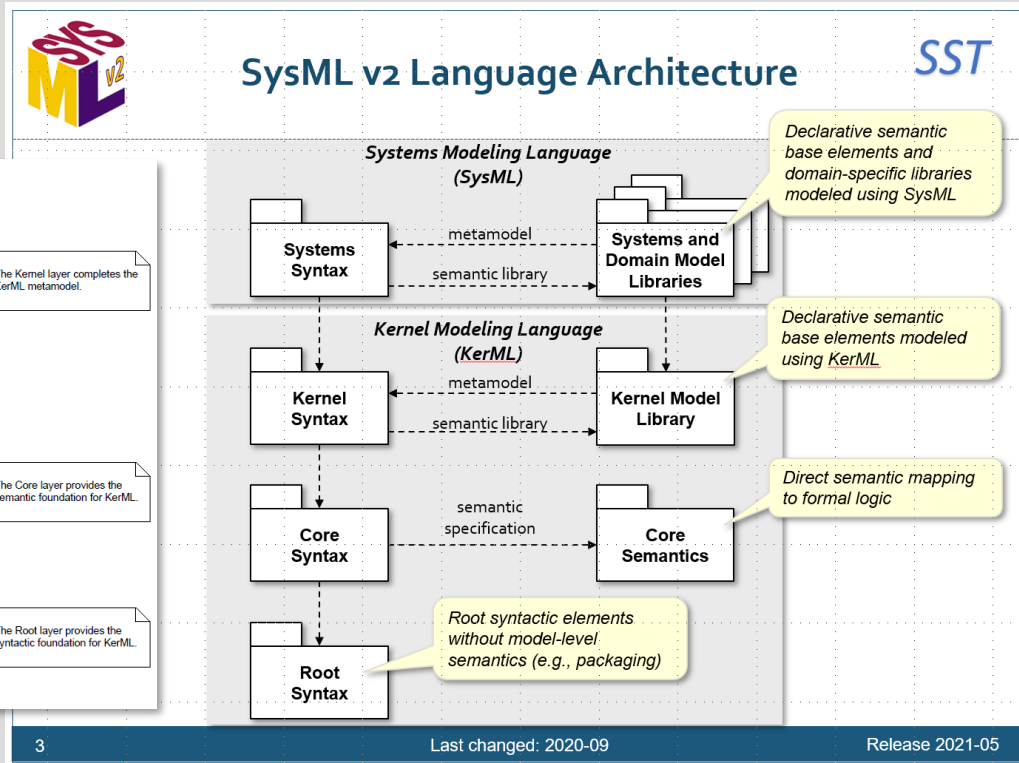 SYS
ML v2
SysML v2 Language Architecture
SST
Systems Modeling Language
(SysML)
Declarative semantic
base elements and
domain-specific libraries
modeled using SysML
Systems
Syntax
metamodel
semantic library
Systems and
Domain Model
Libraries
he Kernel layer completes the
erML metamodel.
Kernel Modeling Language
(KerML)
Declarative semantic
base elements modeled
using KerML
Kernel
Syntax
metamodel
semantic library
Kernel Model
Library
he Core layer provides the
emantic foundation for KerML.
Core
Syntax
semantic
specification
Core
Semantics
Direct semantic mapping
to formal logic
he Root layer provides the
yntactic foundation for KerML.
Root
Syntax
Root syntactic elements
without model-level
semantics (e.g., packaging)
3
Last changed: 2020-09
Release 2021-05